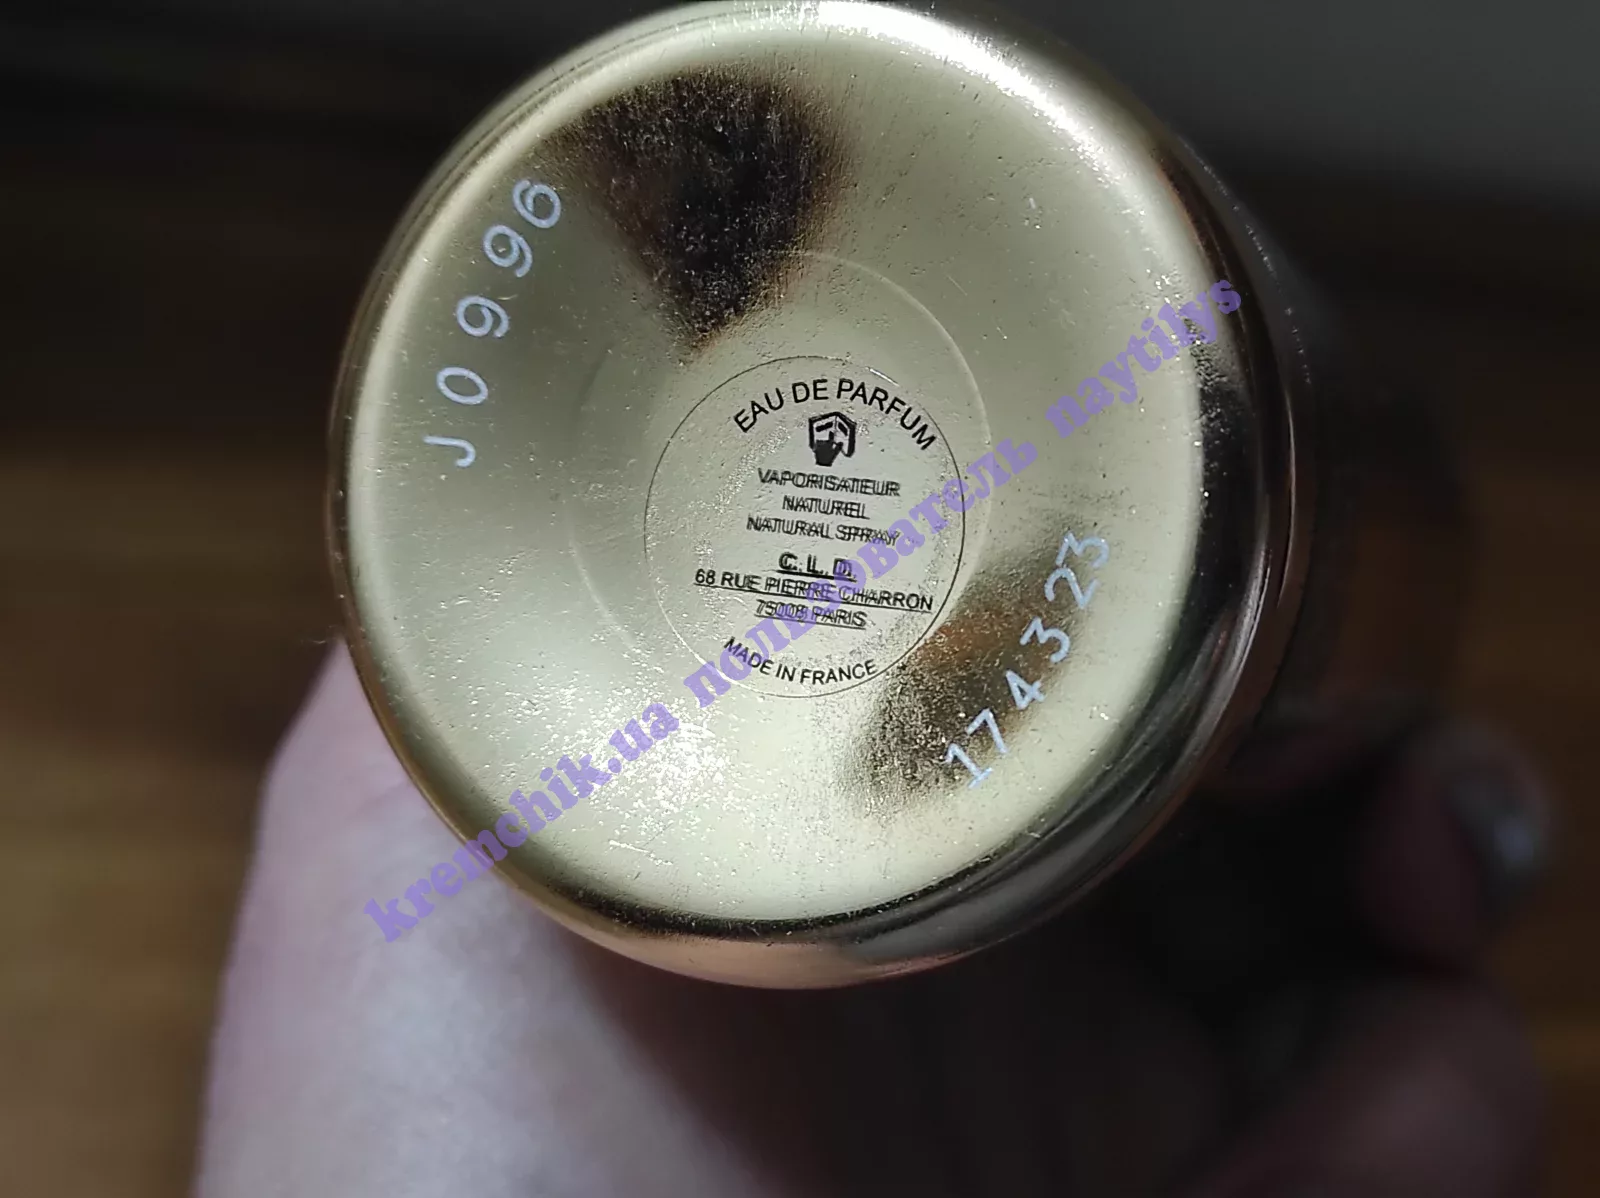 J0996
EAU DE PARFUM
VAPORISATEUR
NATUREL
NATURAL SPRAY
C.L.D.
68 RUE PIERRE CHARRON
75008 PARIS
MADE IN FRANCE
174323
kremchik.ua пользователь naytilys